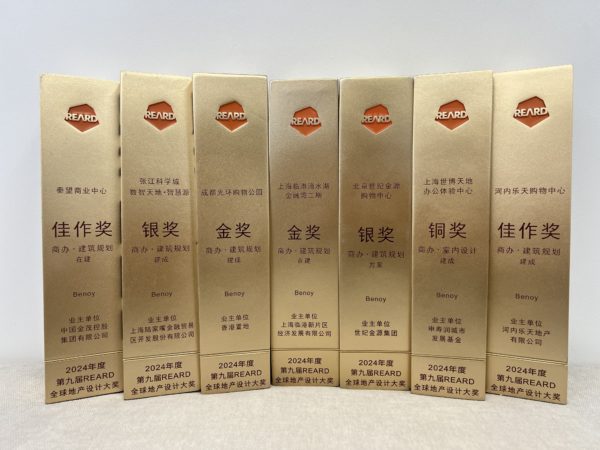 REARD
秦望商业中心
佳作奖
商办·建筑规划
在建
Benoy
业主单位
中国金茂控股
集团有限公司
2024年度
第九届REARD
全球地产设计大奖
REARD
张江科学城
数智天地·智慧源
银奖
商办·建筑规划
建成
Benoy
业主单位
上海陆家嘴金融贸易
区开发股份有限公司
2024年度
第九届REARD
全球地产设计大奖
REARD
成都光环购物公园
金奖
商办·建筑规划
建成
Benoy
业主单位
香港置地
2024年度
第九届REARD
全球地产设计大奖
REARD
上海临港滴水湖
金奖
商办·建筑规划
在建
Benoy
业主单位
上海临港新片区
经济发展有限公司
2024年度
第九届REARD
全球地产设计大奖
REARD
北京世纪金源
购物中心
银奖
商办·建筑规划
方案
Benoy
业主单位
世纪金源集团
2024年度
第九届REARD
全球地产设计大奖
REARD
上海世博天地
办公体验中心
铜奖
商办·室内设计
建成
Benoy
业主单位
申寿润城市
发展基金
2024年度
第九届REARD
全球地产设计大奖
REARD
河内乐天购物中心
佳作奖
商办·建筑规划
建成
Benoy
业主单位
河内乐天地产
有限公司
2024年度
第九届REARD
全球地产设计大奖